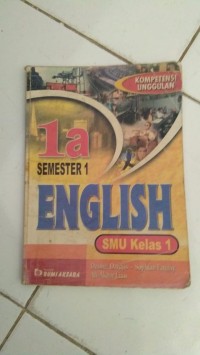 KOMPETENSI
UNGGULAN
1a
SEMESTER 1
ENGLISH
SMU Kelas 1
BUMI AKSARA